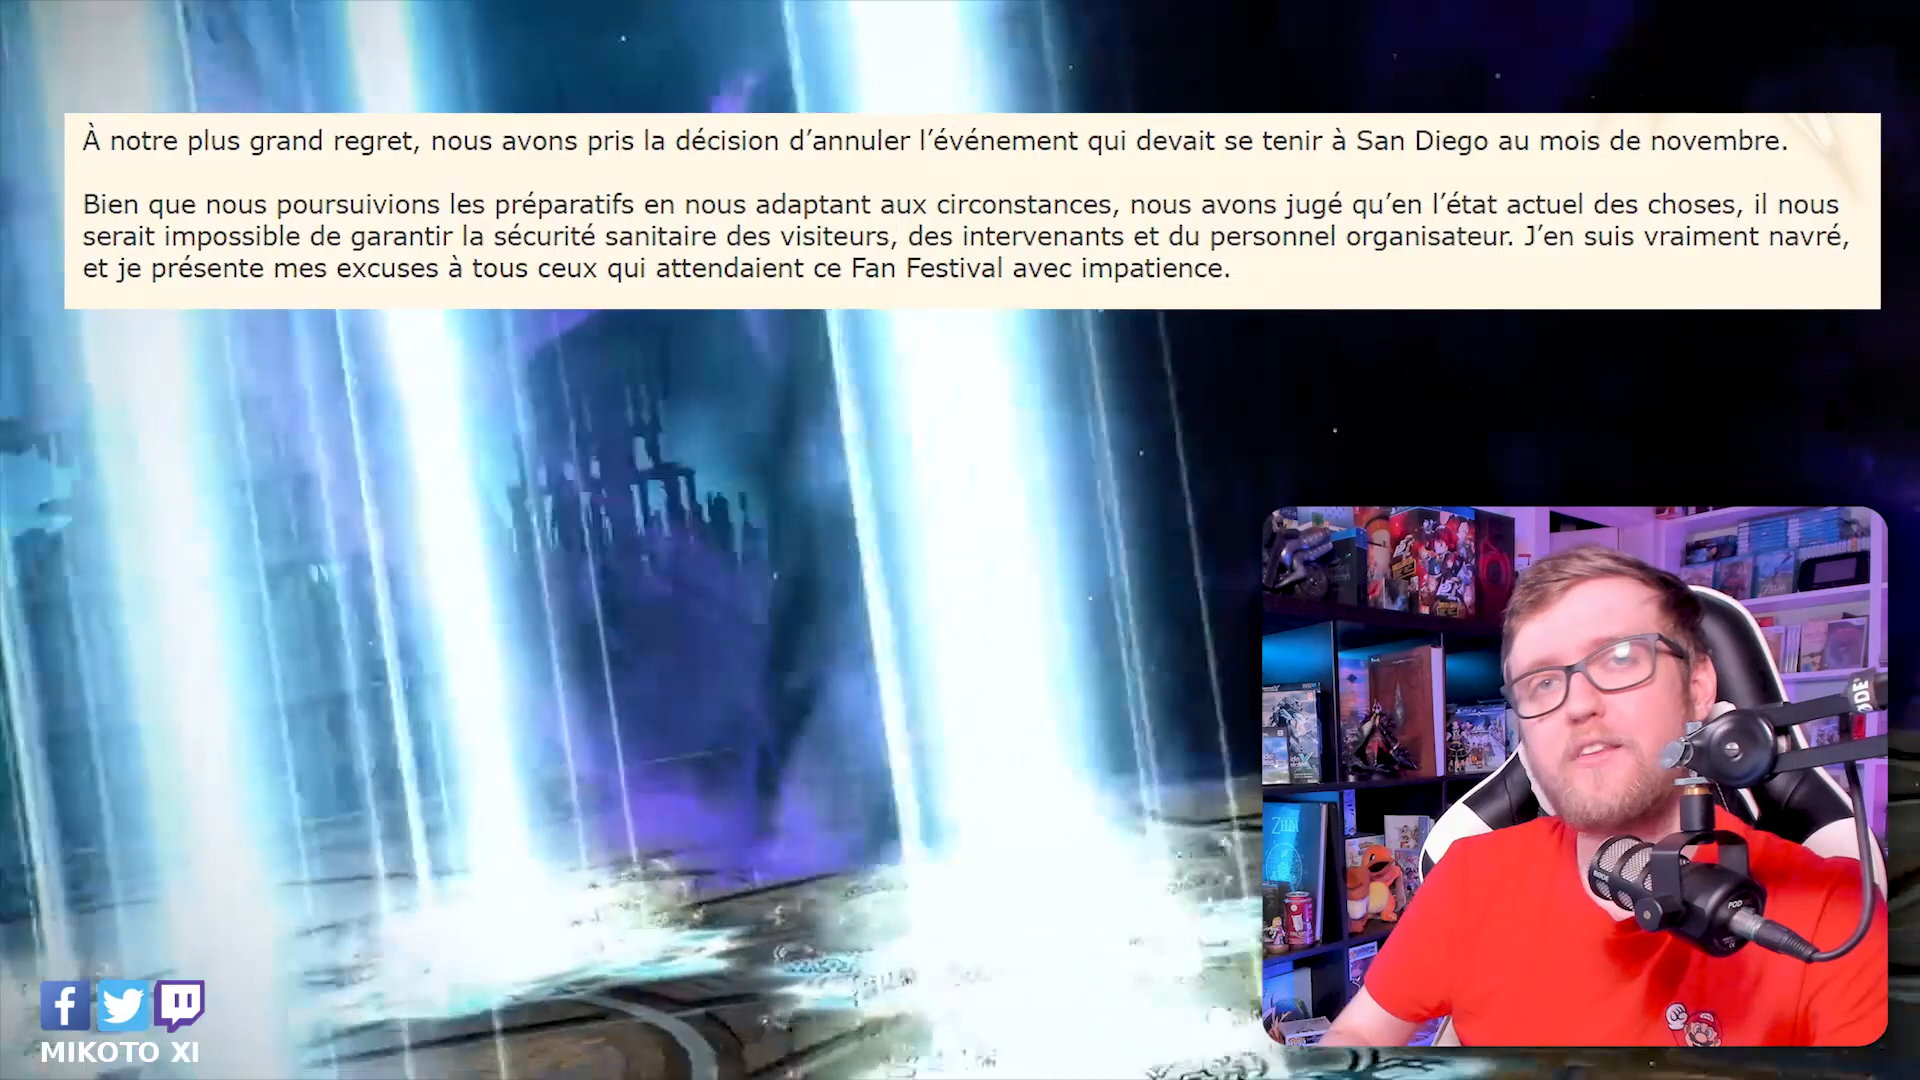 À notre plus grand regret, nous avons pris la décision d’annuler l’événement qui devait se tenir à San Diego au mois de novembre.
Bien que nous poursuivions les préparatifs en nous adaptant aux circonstances, nous avons jugé qu’en l’état actuel des choses, il nous
serait impossible de garantir la sécurité sanitaire des visiteurs, des intervenants et du personnel organisateur. J’en suis vraiment navré,
et je présente mes excuses à tous ceux qui attendaient ce Fan Festival avec impatience.
ZELDA
RØDE
POD
MIKOTO XI